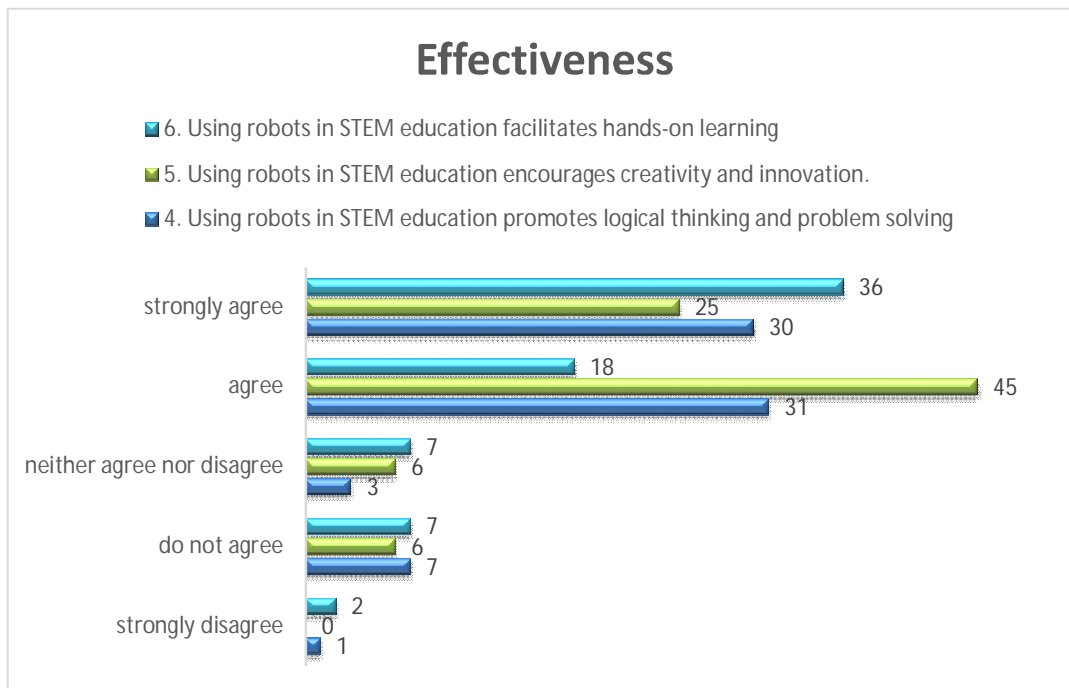 Effectiveness
6. Using robots in STEM education facilitates hands-on learning
5. Using robots in STEM education encourages creativity and innovation.
4. Using robots in STEM education promotes logical thinking and problem solving
36
strongly agree 25
30
18
agree 45
31
7
neither agree nor disagree 6
3
7
do not agree 6
7
2
strongly disagree 0
1